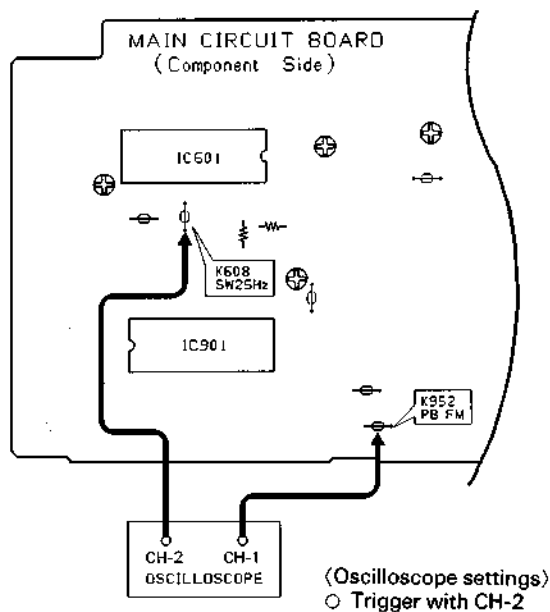 MAIN CIRCUIT BOARD
(Component Side)
IC601
K608
SW25Hz
IC901
K952
PB FM
CH-2 CH-1
OSCILLOSCOPE
(Oscilloscope settings)
○ Trigger with CH-2